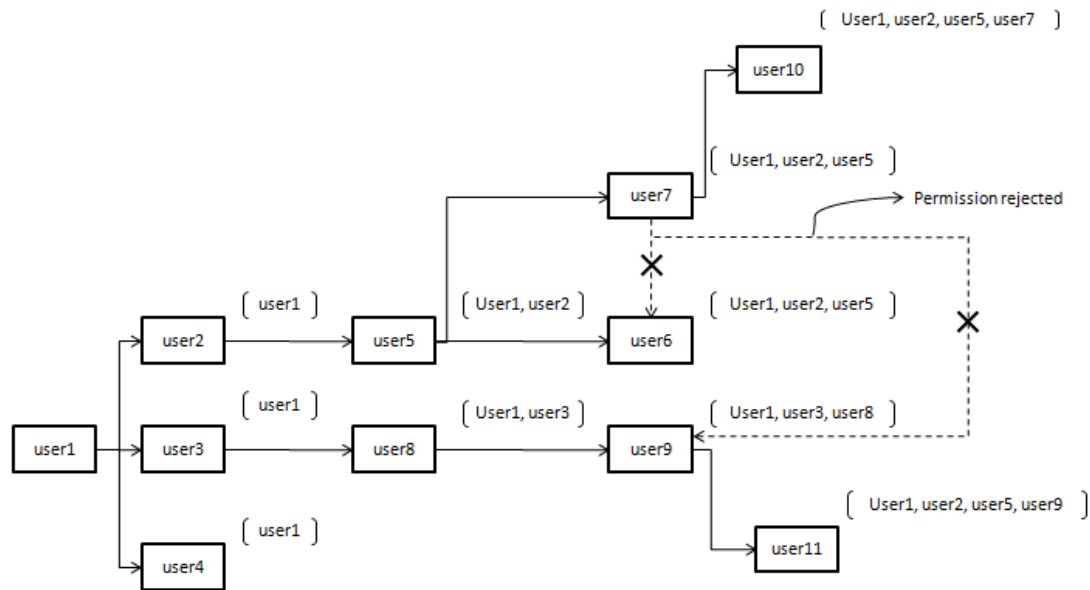 ( User1, user2, user5, user7 )
user10
( User1, user2, user5 )
user7
Permission rejected
( user1 )
( User1, user2 )
( User1, user2, user5 )
user2
user5
user6
( user1 )
( User1, user3 )
( User1, user3, user8 )
user1
user3
user8
user9
( user1 )
( User1, user2, user5, user9 )
user11
user4